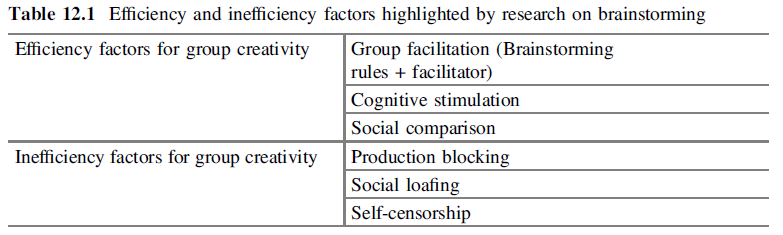 Table 12.1 Efficiency and inefficiency factors highlighted by research on brainstorming
Efficiency factors for group creativity
Group facilitation (Brainstorming
rules + facilitator)
Cognitive stimulation
Social comparison
Inefficiency factors for group creativity
Production blocking
Social loafing
Self-censorship